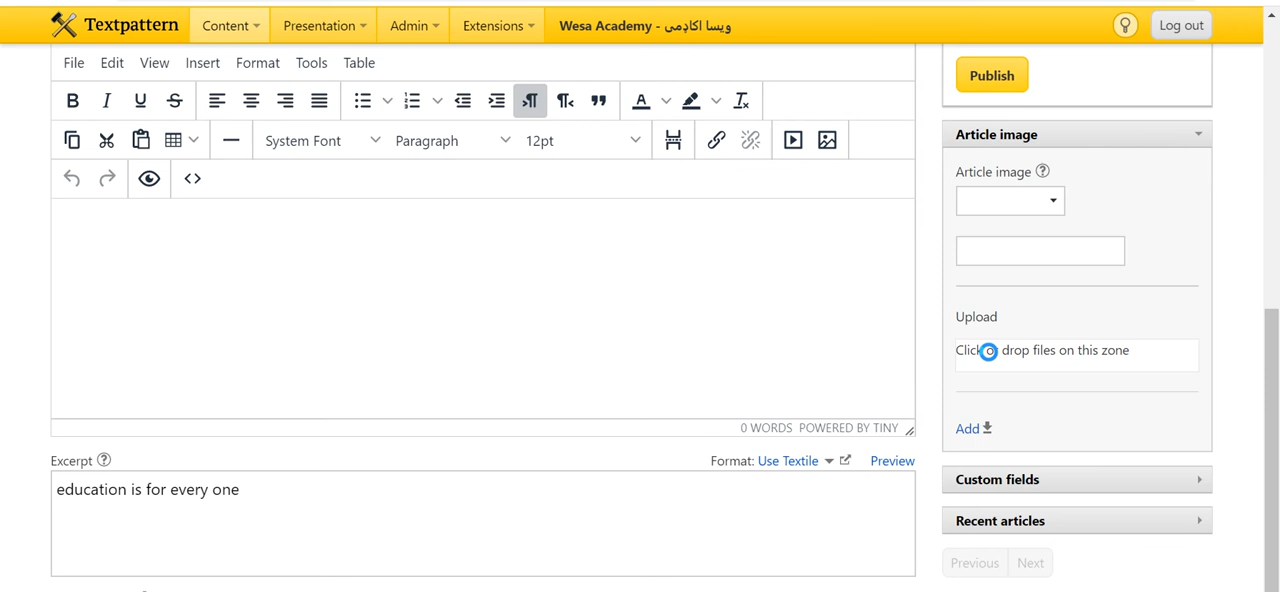 Textpattern Content Presentation Admin Extensions Wesa Academy - ویسا اکاډمی Log out
File Edit View Insert Format Tools Table
Publish
System Font Paragraph 12pt
0 WORDS POWERED BY TINY
Excerpt Format: Use Textile Preview
education is for every one
Article image
Article image
Upload
Click or drop files on this zone
Add
Custom fields
Recent articles
Previous Next